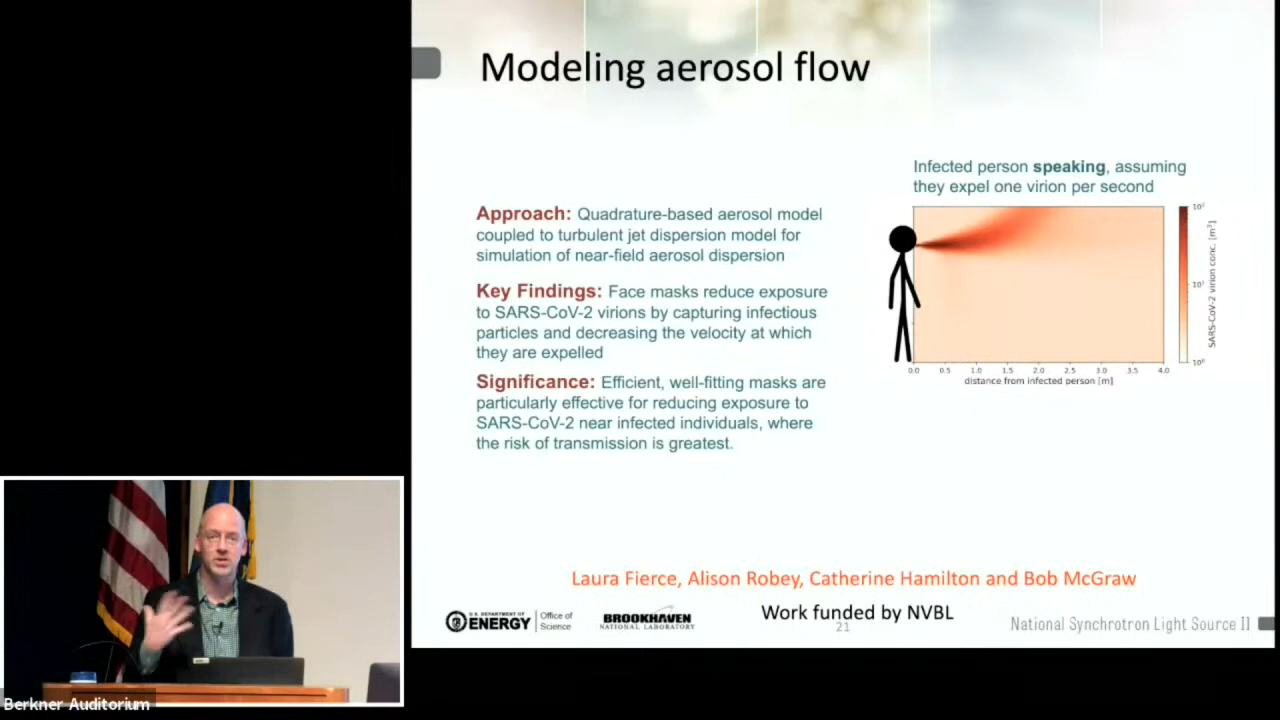 Modeling aerosol flow
Infected person speaking, assuming
they expel one virion per second
Approach: Quadrature-based aerosol model
coupled to turbulent jet dispersion model for
simulation of near-field aerosol dispersion
Key Findings: Face masks reduce exposure
to SARS-CoV-2 virions by capturing infectious
particles and decreasing the velocity at which
they are expelled
Significance: Efficient, well-fitting masks are
particularly effective for reducing exposure to
SARS-CoV-2 near infected individuals, where
the risk of transmission is greatest.
10²
10¹
10⁰
SARS-CoV-2 virion conc. [m³]
0.0 0.5 1.0 1.5 2.0 2.5 3.0 3.5 4.0
distance from infected person [m]
Laura Fierce, Alison Robey, Catherine Hamilton and Bob McGraw
U.S. DEPARTMENT OF
ENERGY
Office of
Science
BROOKHAVEN
NATIONAL LABORATORY
Work funded by NVBL
21
National Synchrotron Light Source II
Berkner Auditorium